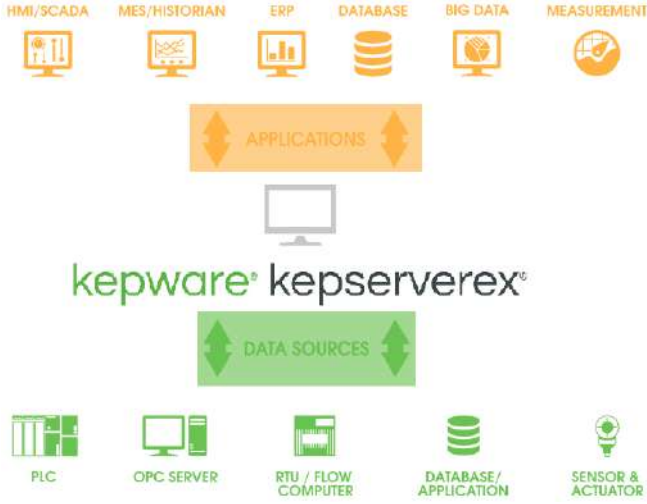 HMI/SCADA MES/HISTORIAN ERP DATABASE BIG DATA MEASUREMENT
APPLICATIONS
kepware® kepserverex®
DATA SOURCES
PLC OPC SERVER RTU / FLOW COMPUTER DATABASE/ APPLICATION SENSOR & ACTUATOR